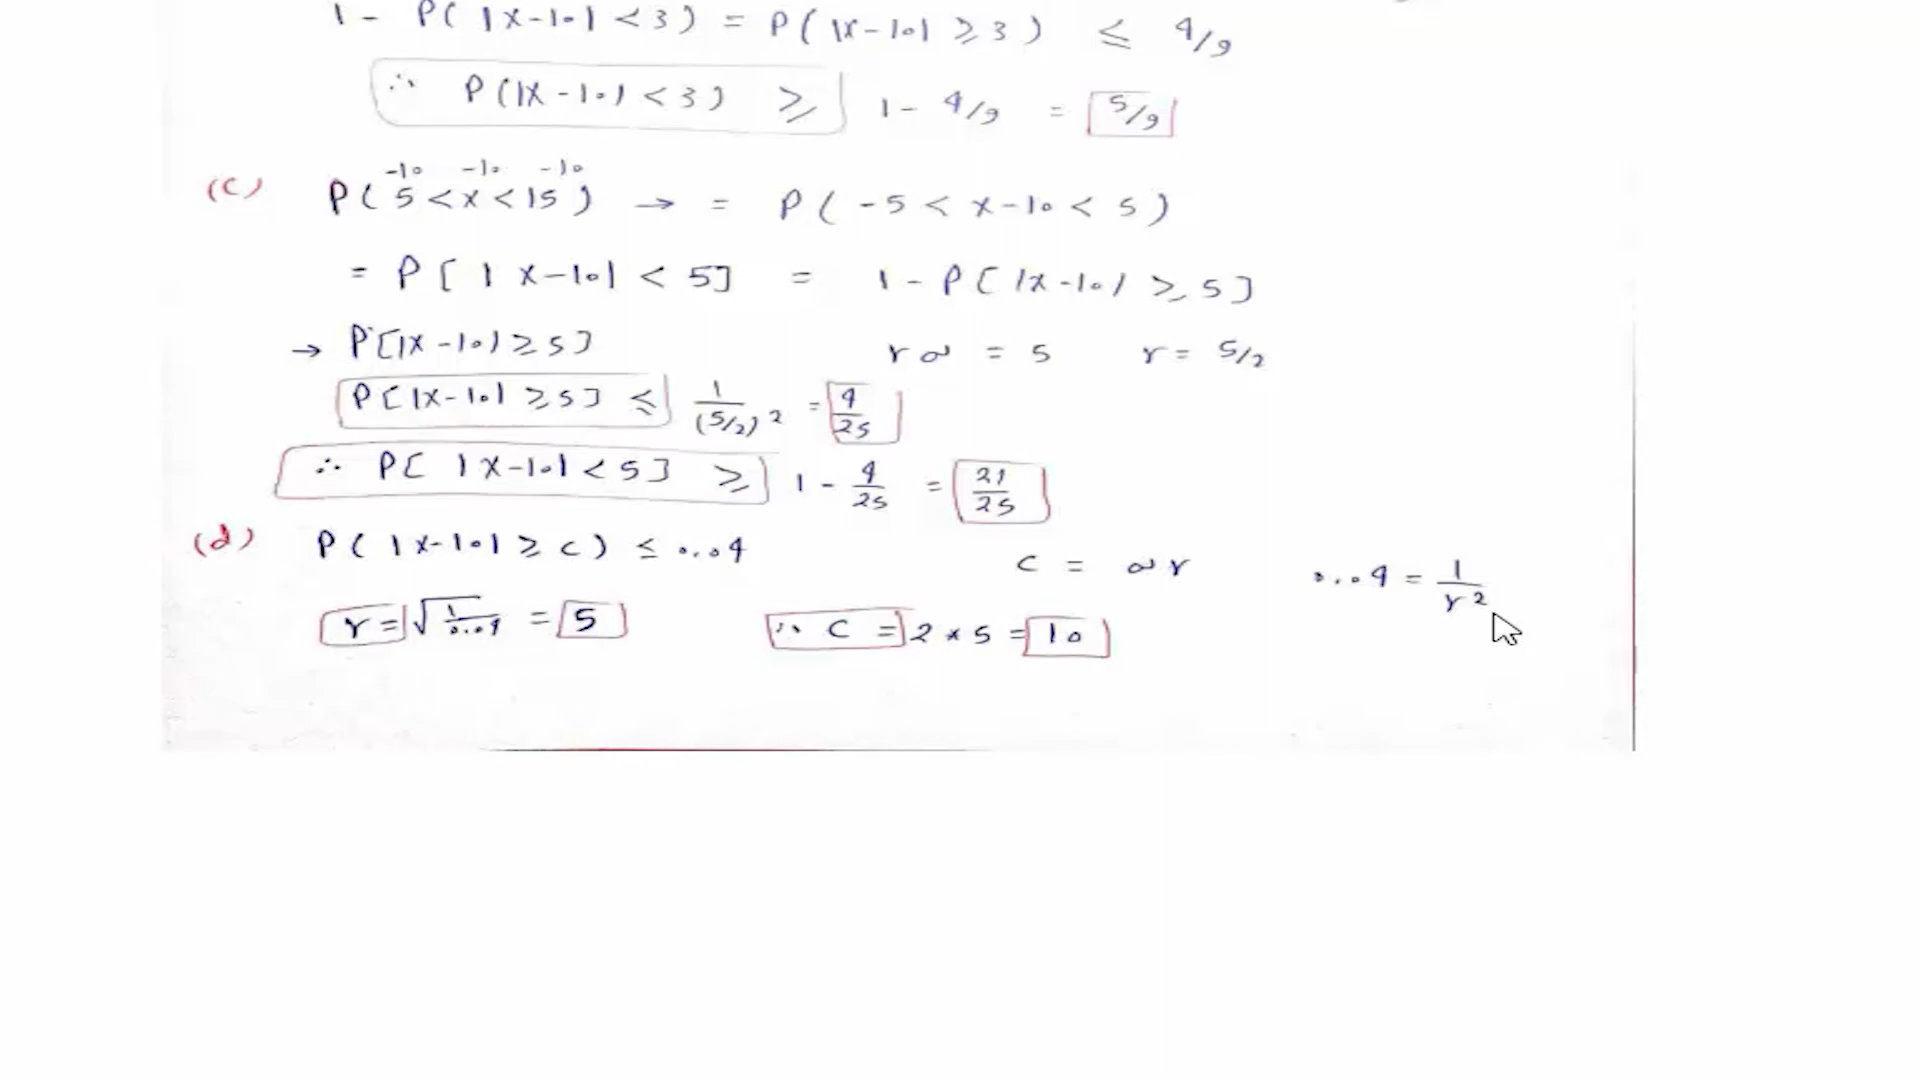 1 - P( |x-10| < 3 ) = P( |x-10| ≥ 3 ) ≤ 4/9
∴ P(|X-10| < 3) ≥ 1 - 4/9 = 5/9
-10 -10 -10
(c) P( 5 < x < 15 ) → = P( -5 < x-10 < 5 )
= P[ | x-10| < 5] = 1 - P[ |x-10| ≥ 5]
→ P[|x-10| ≥ 5] rσ = 5 r = 5/2
P[|x-10| ≥ 5] ≤ 1/(5/2)² = 4/25
∴ P[ |x-10| < 5] ≥ 1 - 4/25 = 21/25
(d) P( |x-10| ≥ c) ≤ 0.04 c = σr 0.04 = 1/r²
r = √1/0.04 = 5 ∴ c = 2 * 5 = 10